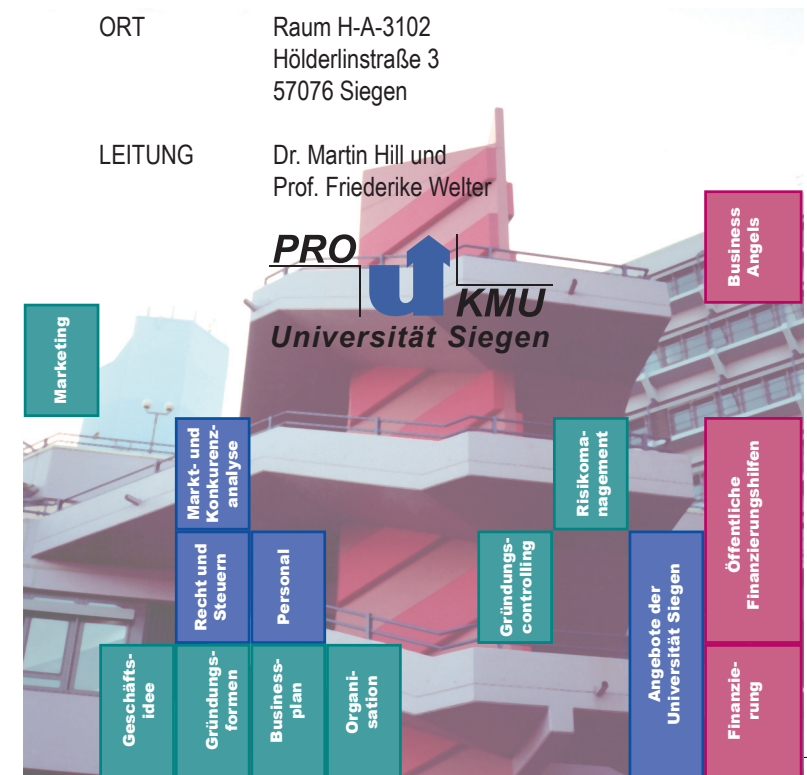 ORT Raum H-A-3102
Hölderlinstraße 3
57076 Siegen
LEITUNG Dr. Martin Hill und
Prof. Friederike Welter
PRO
u
KMU
Universität Siegen
Business
Angels
Marketing
Markt- und
Konkurenz-
analyse
Risikoma-
nagement
Öffentliche
Finanzierungshilfen
Recht und
Steuern
Personal
Gründungs-
controlling
Angebote der
Universität Siegen
Geschäfts-
idee
Gründungs-
formen
Business-
plan
Organi-
sation
Finanzie-
rung